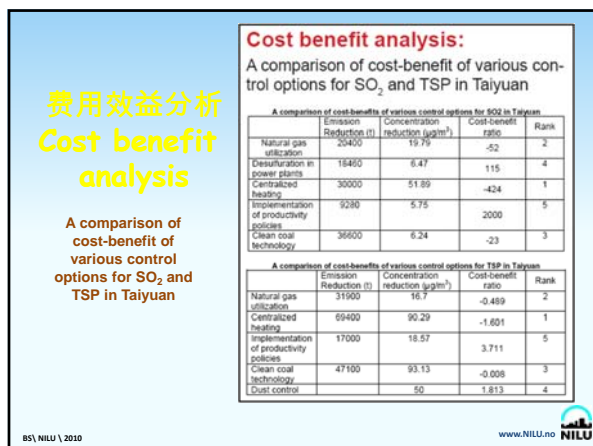 费用效益分析
Cost benefit
analysis
A comparison of
cost-benefit of
various control
options for SO2 and
TSP in Taiyuan
Cost benefit analysis:
A comparison of cost-benefit of various con-
trol options for SO2 and TSP in Taiyuan
A comparison of cost-benefits of various control options for SO2 in Taiyuan
Emission Reduction (t) Concentration reduction (µg/m3) Cost-benefit ratio Rank
Natural gas utilization 20400 19.79 -52 2
Desulfuration in power plants 18460 6.47 115 4
Centralized heating 30000 51.89 -424 1
Implementation of productivity policies 9280 5.75 2000 5
Clean coal technology 36600 6.24 -23 3
A comparison of cost-benefits of various control options for TSP in Taiyuan
Emission Reduction (t) Concentration reduction (µg/m3) Cost-benefit ratio Rank
Natural gas utilization 31900 16.7 -0.489 2
Centralized heating 69400 90.29 -1.601 1
Implementation of productivity policies 17000 18.57 3.711 5
Clean coal technology 47100 93.13 -0.008 3
Dust control 50 1.813 4
BS\ NILU \ 2010
www.NILU.no
NILU